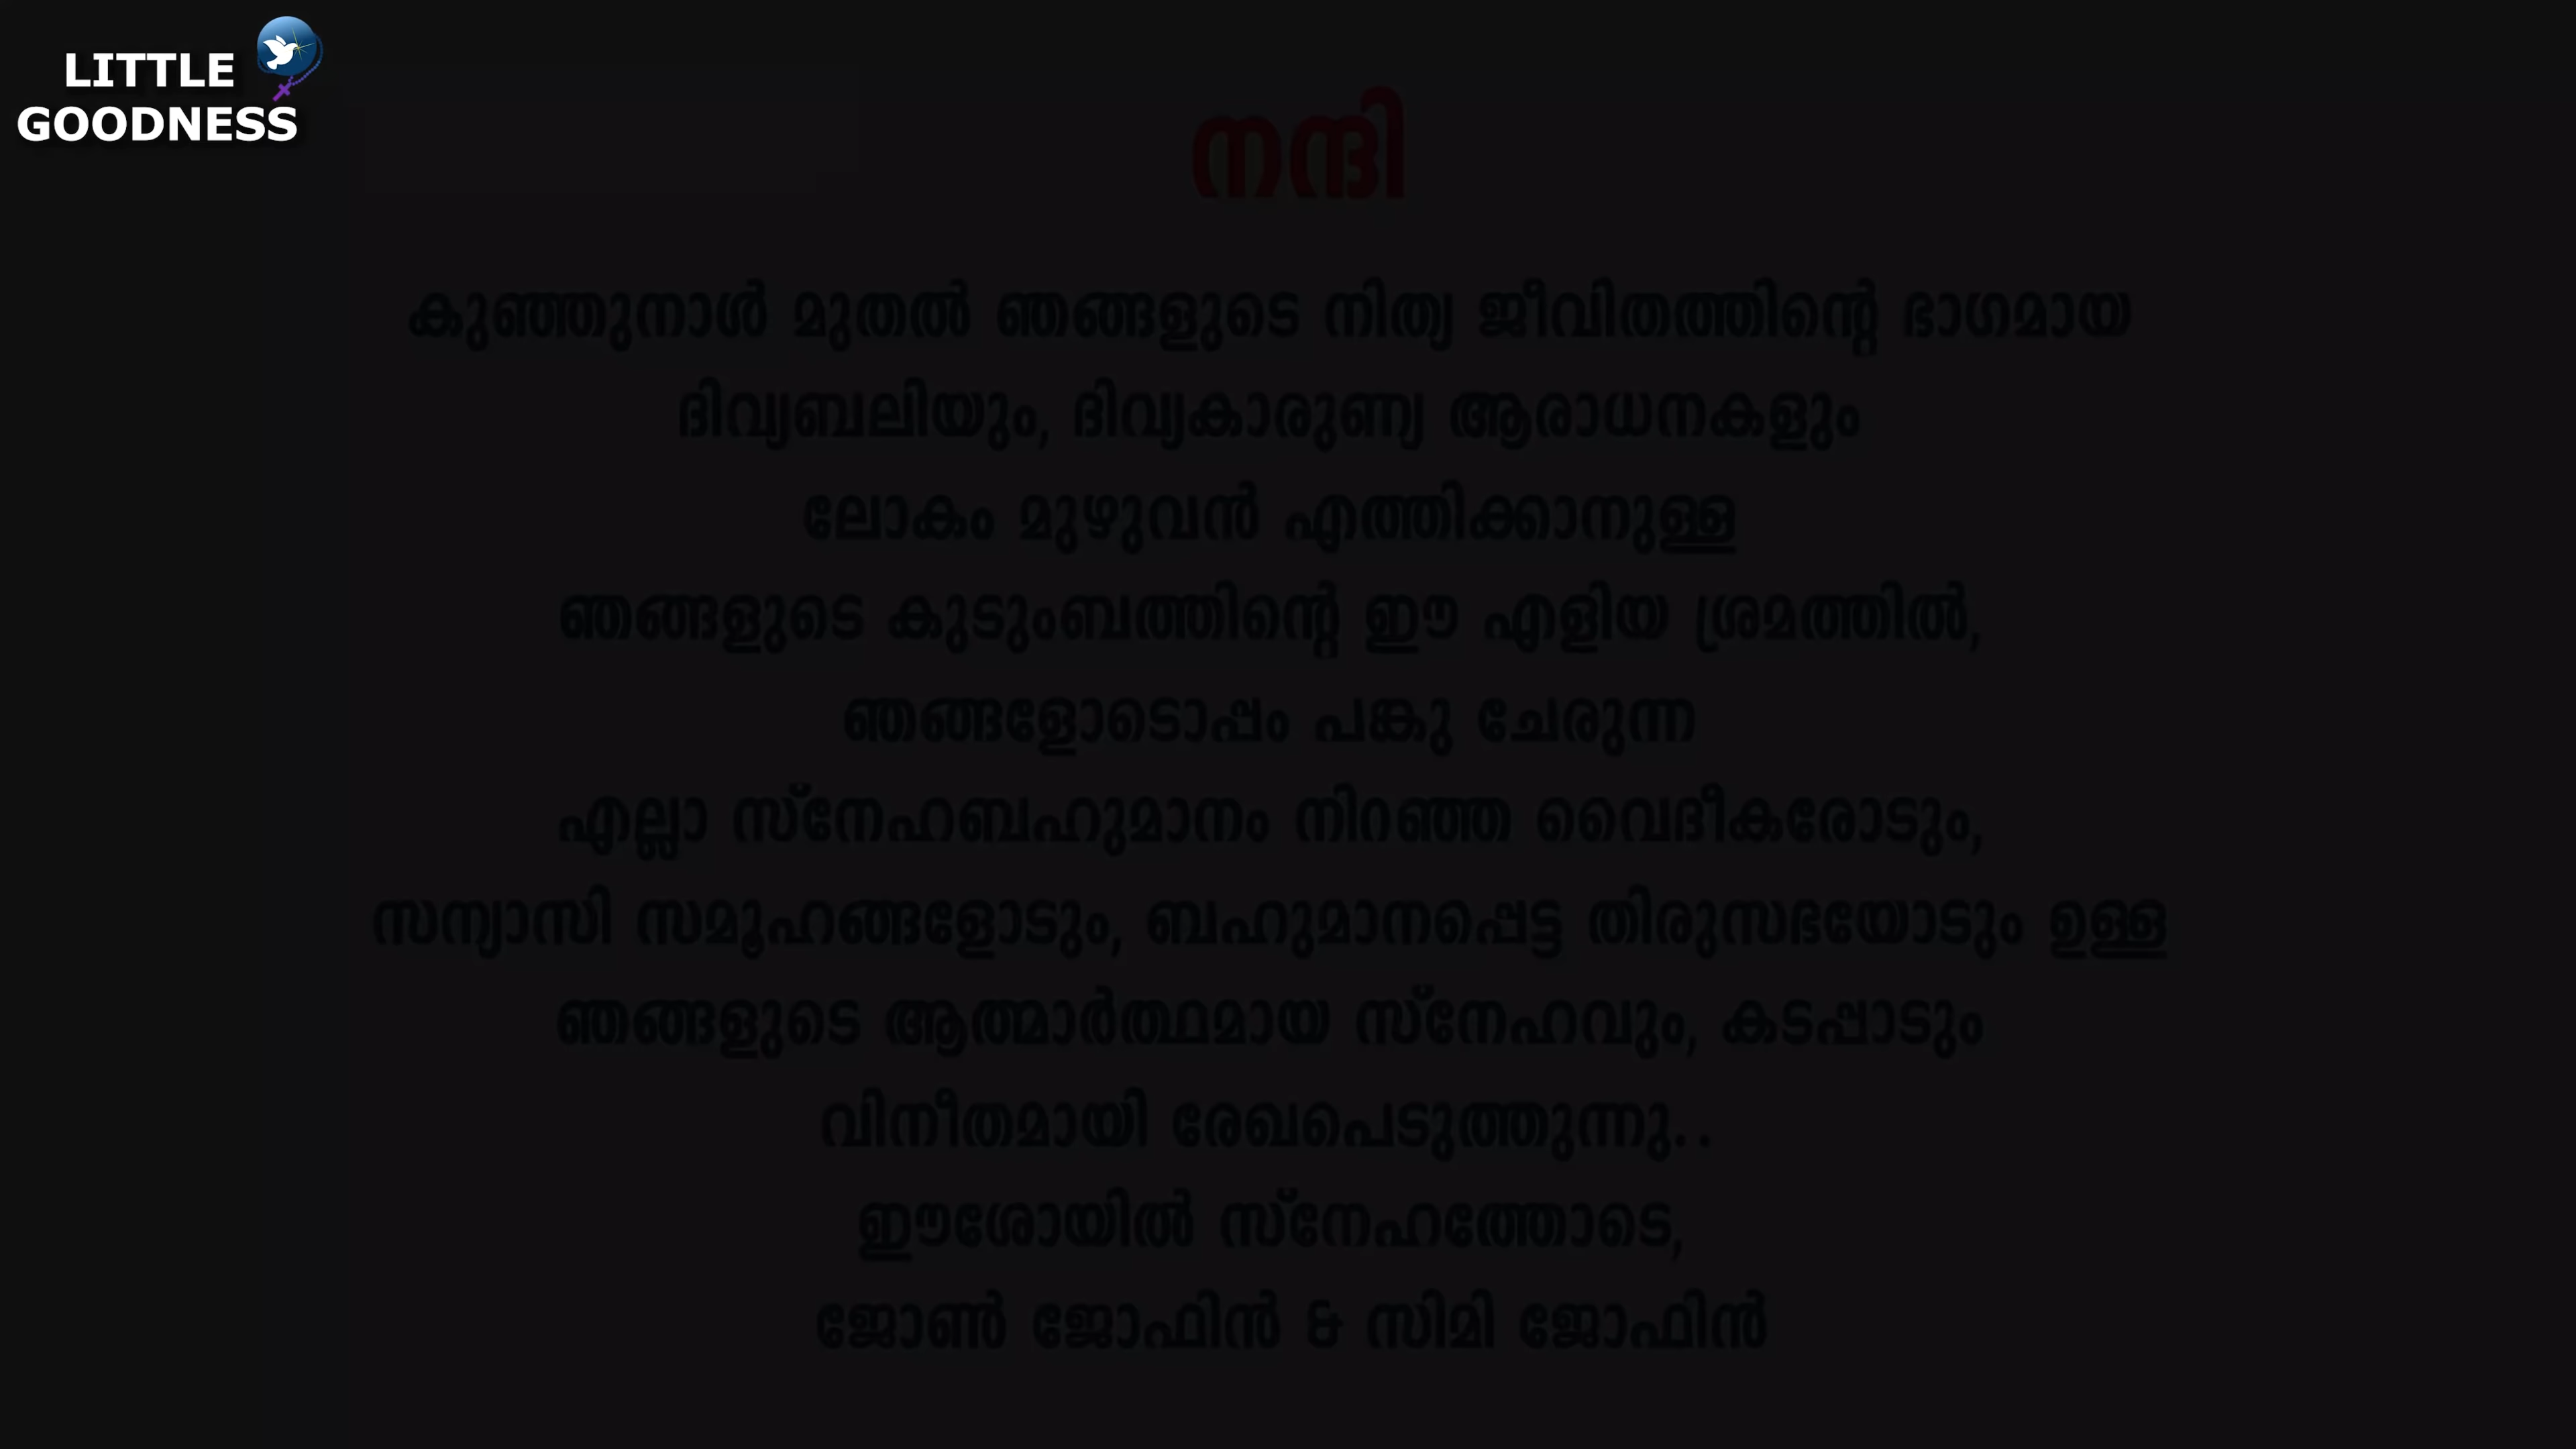 LITTLE
GOODNESS
നന്ദി
കുഞ്ഞുനാൾ മുതൽ ഞങ്ങളുടെ നിത്യ ജീവിതത്തിന്റെ ഭാഗമായ
ദിവ്യബലിയും, ദിവ്യകാരുണ്യ ആരാധനകളും
ലോകം മുഴുവൻ എത്തിക്കാനുള്ള
ഞങ്ങളുടെ കുടുംബത്തിന്റെ ഈ എളിയ ശ്രമത്തിൽ,
ഞങ്ങളോടൊപ്പം പങ്കു ചേരുന്ന
എല്ലാ സ്നേഹബഹുമാനം നിറഞ്ഞ വൈദീകരോടും,
സന്യാസി സമൂഹങ്ങളോടും, ബഹുമാനപ്പെട്ട തിരുസഭയോടും ഉള്ള
ഞങ്ങളുടെ ആത്മാർത്ഥമായ സ്നേഹവും, കടപ്പാടും
വിനീതമായി രേഖപെടുത്തുന്നു..
ഈശോയിൽ സ്നേഹത്തോടെ,
ജോൺ ജോഫിൻ & സിമി ജോഫിൻ